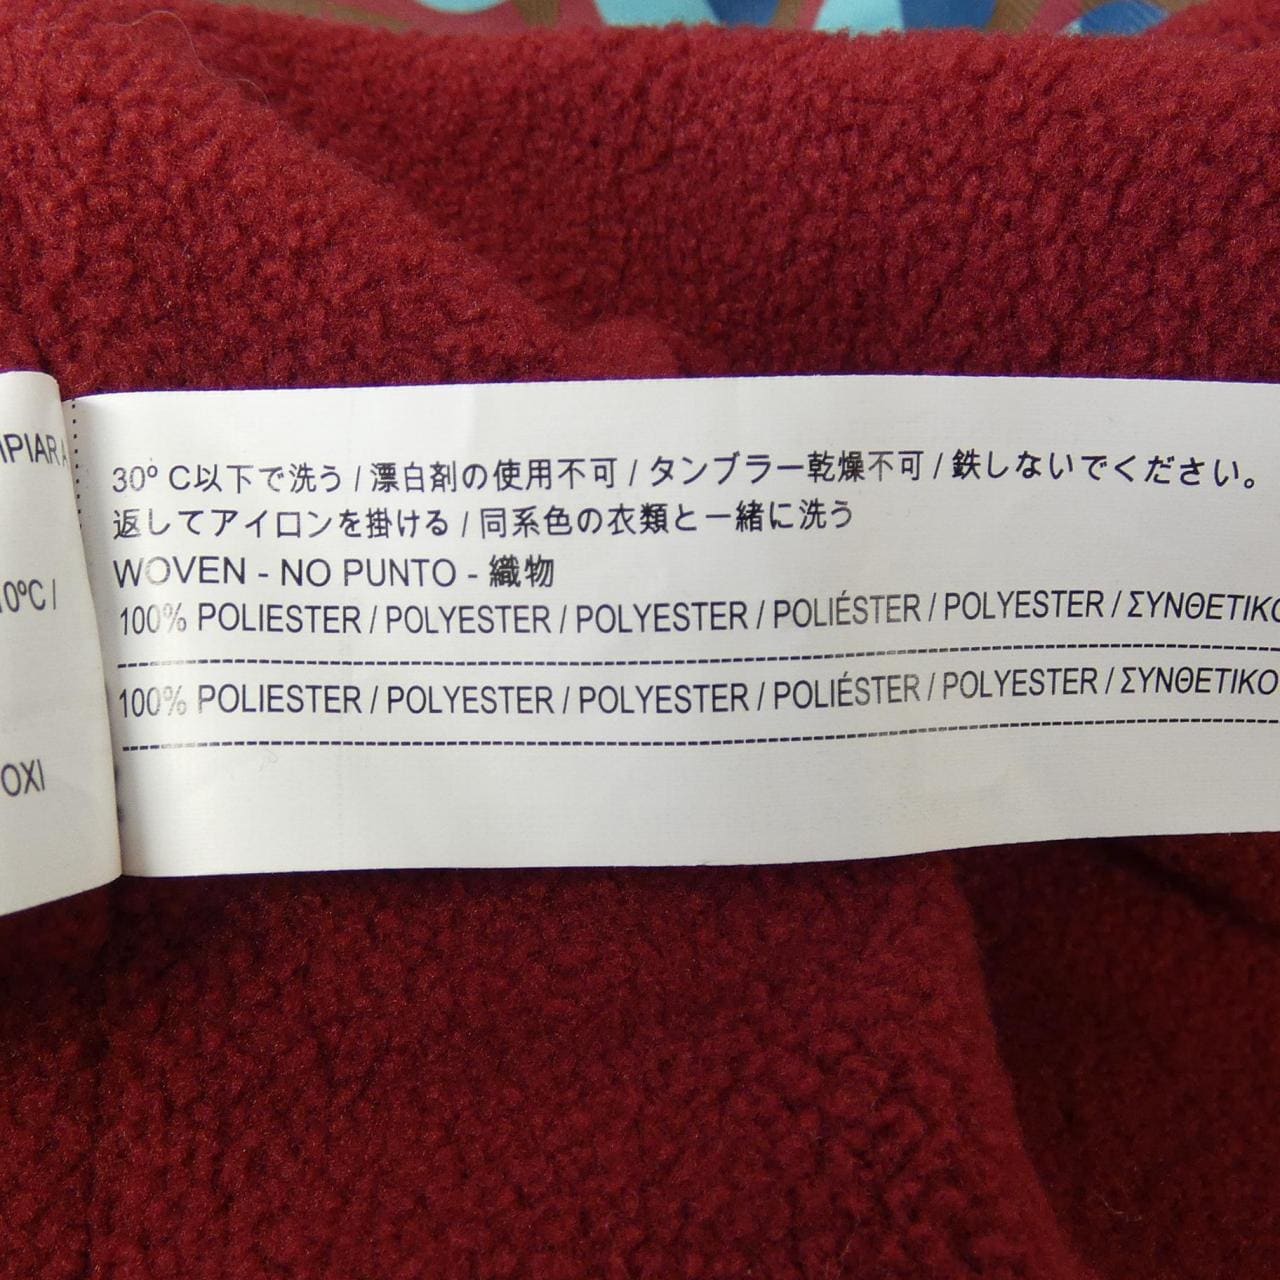 30º C以下で洗う / 漂白剤の使用不可 / タンブラー乾燥不可 / 鉄しないでください。
返してアイロンを掛ける / 同系色の衣類と一緒に洗う
WOVEN - NO PUNTO - 織物
100% POLIESTER / POLYESTER / POLYESTER / POLIÉSTER / POLYESTER / ΣΥΝΘΕΤΙΚΟ
100% POLIESTER / POLYESTER / POLYESTER / POLIÉSTER / POLYESTER / ΣΥΝΘΕΤΙΚΟ